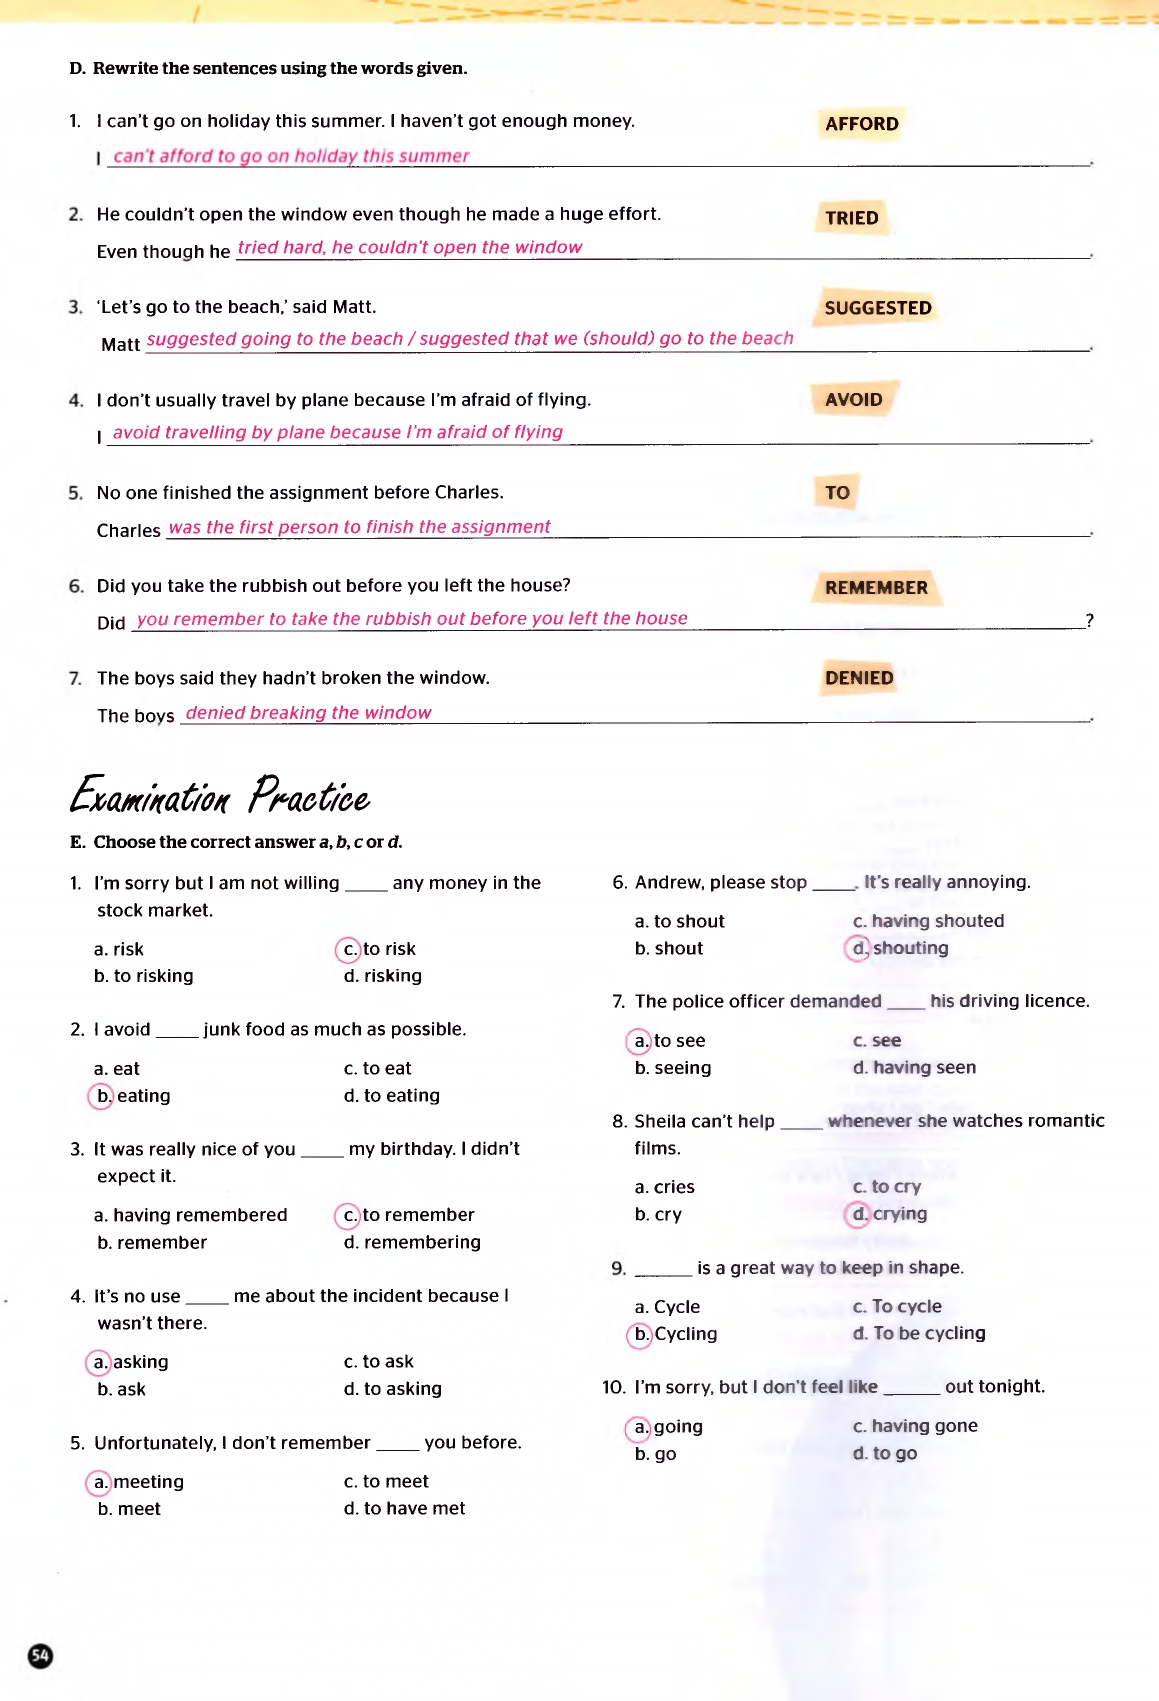 D. Rewrite the sentences using the words given.
1. I can't go on holiday this summer. I haven't got enough money.
AFFORD
I can't afford to go on holiday this summer.
2. He couldn't open the window even though he made a huge effort.
TRIED
Even though he tried hard, he couldn't open the window.
3. 'Let's go to the beach,' said Matt.
SUGGESTED
Matt suggested going to the beach / suggested that we (should) go to the beach.
4. I don't usually travel by plane because I'm afraid of flying.
AVOID
I avoid travelling by plane because I'm afraid of flying.
5. No one finished the assignment before Charles.
TO
Charles was the first person to finish the assignment.
6. Did you take the rubbish out before you left the house?
REMEMBER
Did you remember to take the rubbish out before you left the house?
7. The boys said they hadn't broken the window.
DENIED
The boys denied breaking the window.
Examination Practice
E. Choose the correct answer a, b, c or d.
1. I'm sorry but I am not willing ____ any money in the
stock market.
a. risk c. to risk
b. to risking d. risking
2. I avoid ____ junk food as much as possible.
a. eat c. to eat
b. eating d. to eating
3. It was really nice of you ____ my birthday. I didn't
expect it.
a. having remembered c. to remember
b. remember d. remembering
4. It's no use ____ me about the incident because I
wasn't there.
a. asking c. to ask
b. ask d. to asking
5. Unfortunately, I don't remember ____ you before.
a. meeting c. to meet
b. meet d. to have met
6. Andrew, please stop ____. It's really annoying.
a. to shout c. having shouted
b. shout d. shouting
7. The police officer demanded ____ his driving licence.
a. to see c. see
b. seeing d. having seen
8. Sheila can't help ____ whenever she watches romantic
films.
a. cries c. to cry
b. cry d. crying
9. _____ is a great way to keep in shape.
a. Cycle c. To cycle
b. Cycling d. To be cycling
10. I'm sorry, but I don't feel like _____ out tonight.
a. going c. having gone
b. go d. to go
54